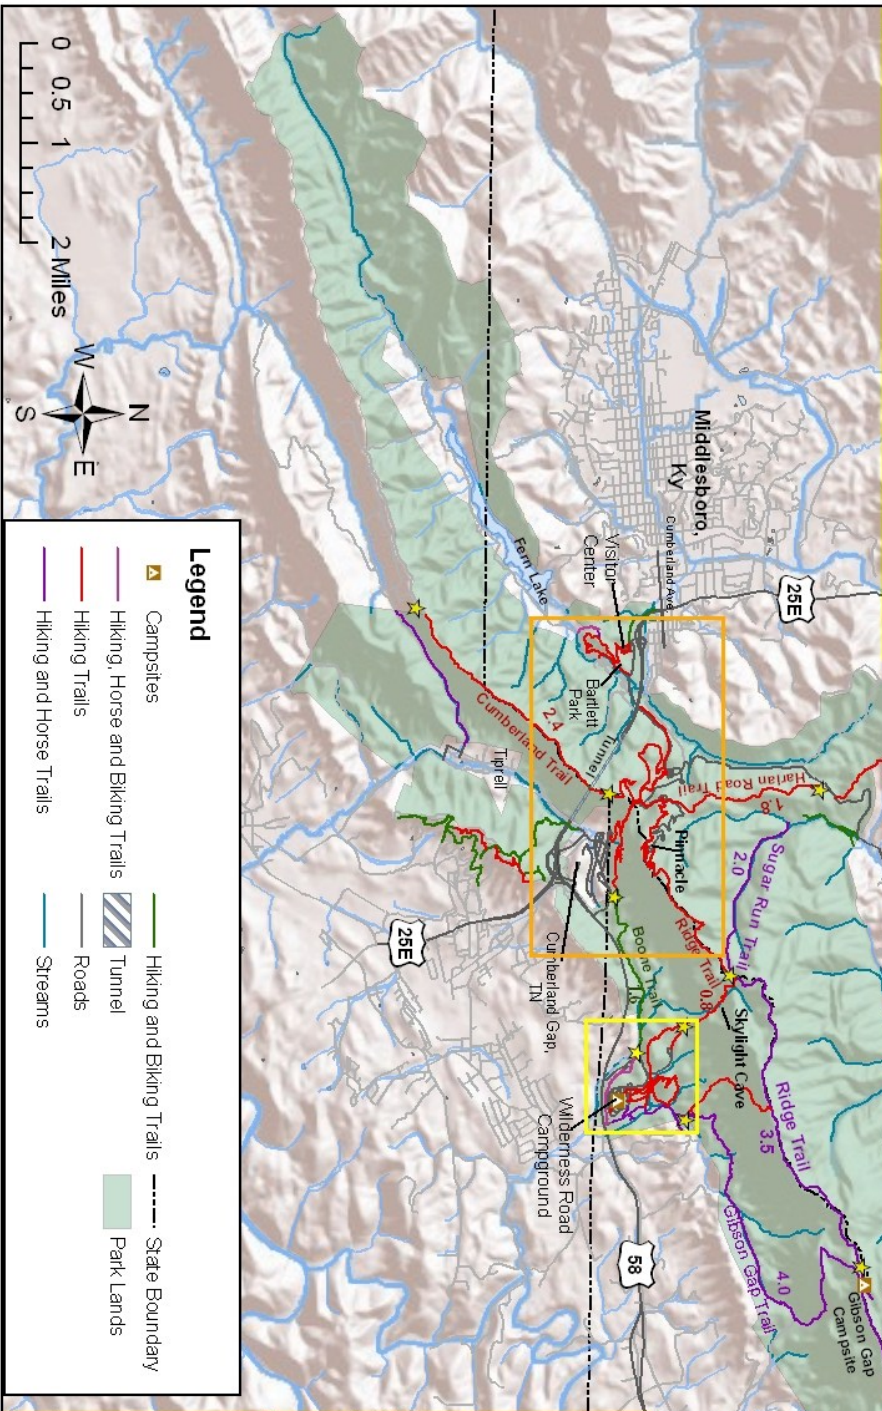 Middlesboro,
Ky
Cumberland Ave
25E
Visitor
Center
Fern Lake
Bartlett
Park
Tunnel
2.4
Cumberland Trail
Tiprell
Harlan Road Trail
1.8
Pinnacle
Sugar Run Trail
2.0
Ridge Trail
0.8
Skylight Cave
Ridge Trail
3.5
Boone Trail
1.6
Cumberland Gap,
TN
25E
Wilderness Road
Campground
58
Gibson Gap Trail
4.0
Gibson Gap
Campsite
0 0.5 1 2 Miles
N
W
E
S
Legend
Campsites
Hiking, Horse and Biking Trails
Hiking Trails
Hiking and Horse Trails
Hiking and Biking Trails
Tunnel
Roads
Streams
State Boundary
Park Lands